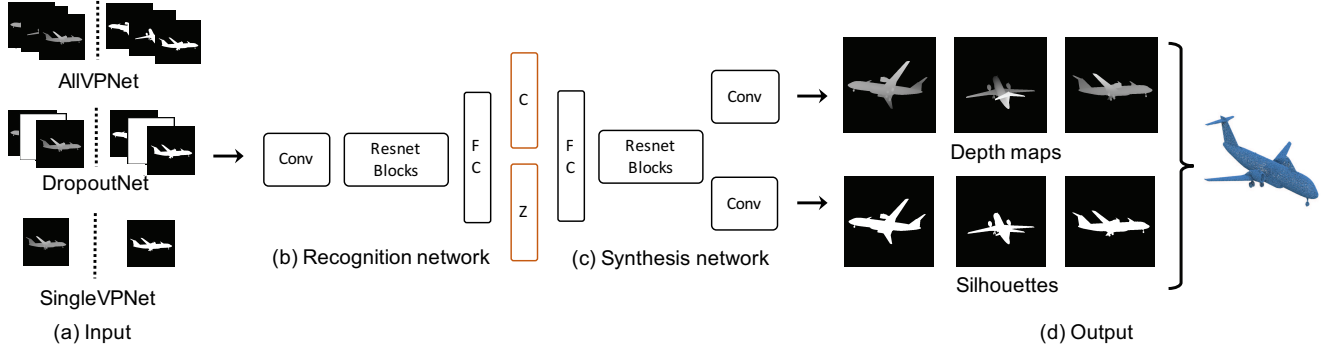 AllVPNet
DropoutNet
SingleVPNet
(a) Input
Conv
Resnet
Blocks
F
C
(b) Recognition network
C
Z
F
C
Resnet
Blocks
(c) Synthesis network
Conv
Conv
Depth maps
Silhouettes
(d) Output